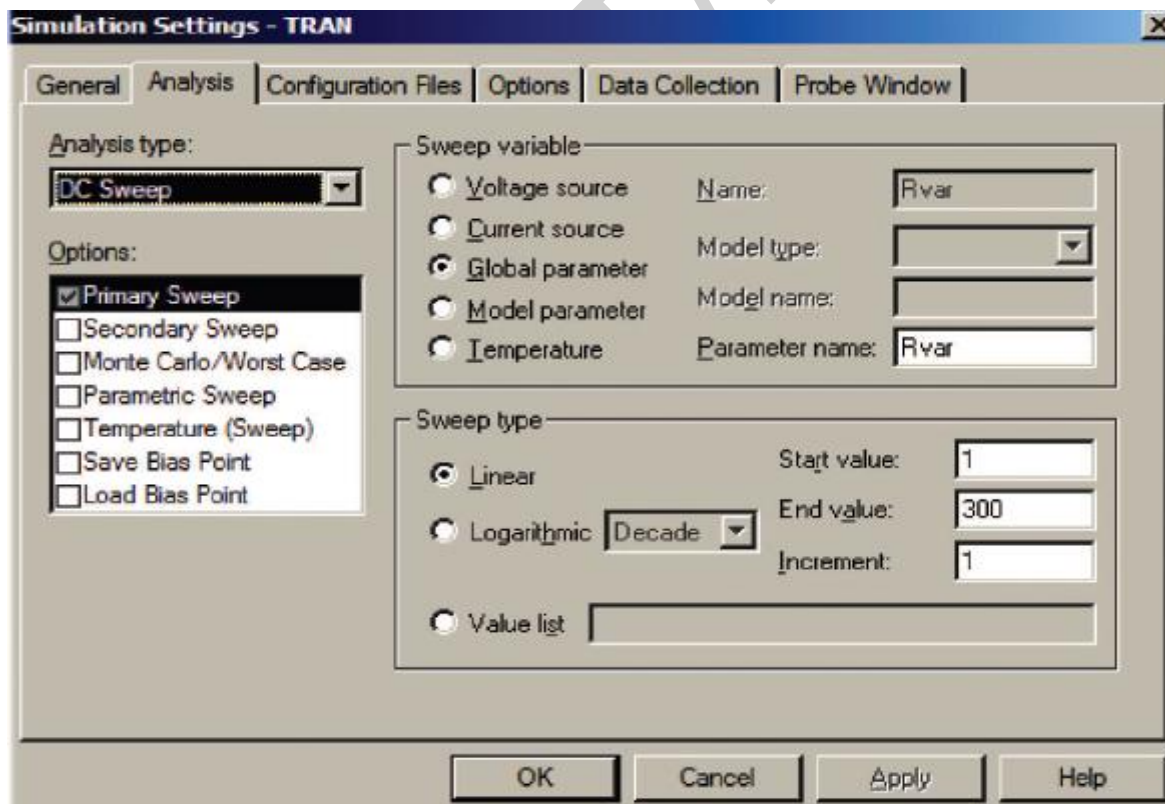 Simulation Settings - TRAN
General Analysis Configuration Files Options Data Collection Probe Window
Analysis type:
DC Sweep
Options:
Primary Sweep
Secondary Sweep
Monte Carlo/Worst Case
Parametric Sweep
Temperature (Sweep)
Save Bias Point
Load Bias Point
Sweep variable
Voltage source
Current source
Global parameter
Model parameter
Temperature
Name: Rvar
Model type:
Model name:
Parameter name: Rvar
Sweep type
Linear
Logarithmic Decade
Value list
Start value: 1
End value: 300
Increment: 1
OK Cancel Apply Help